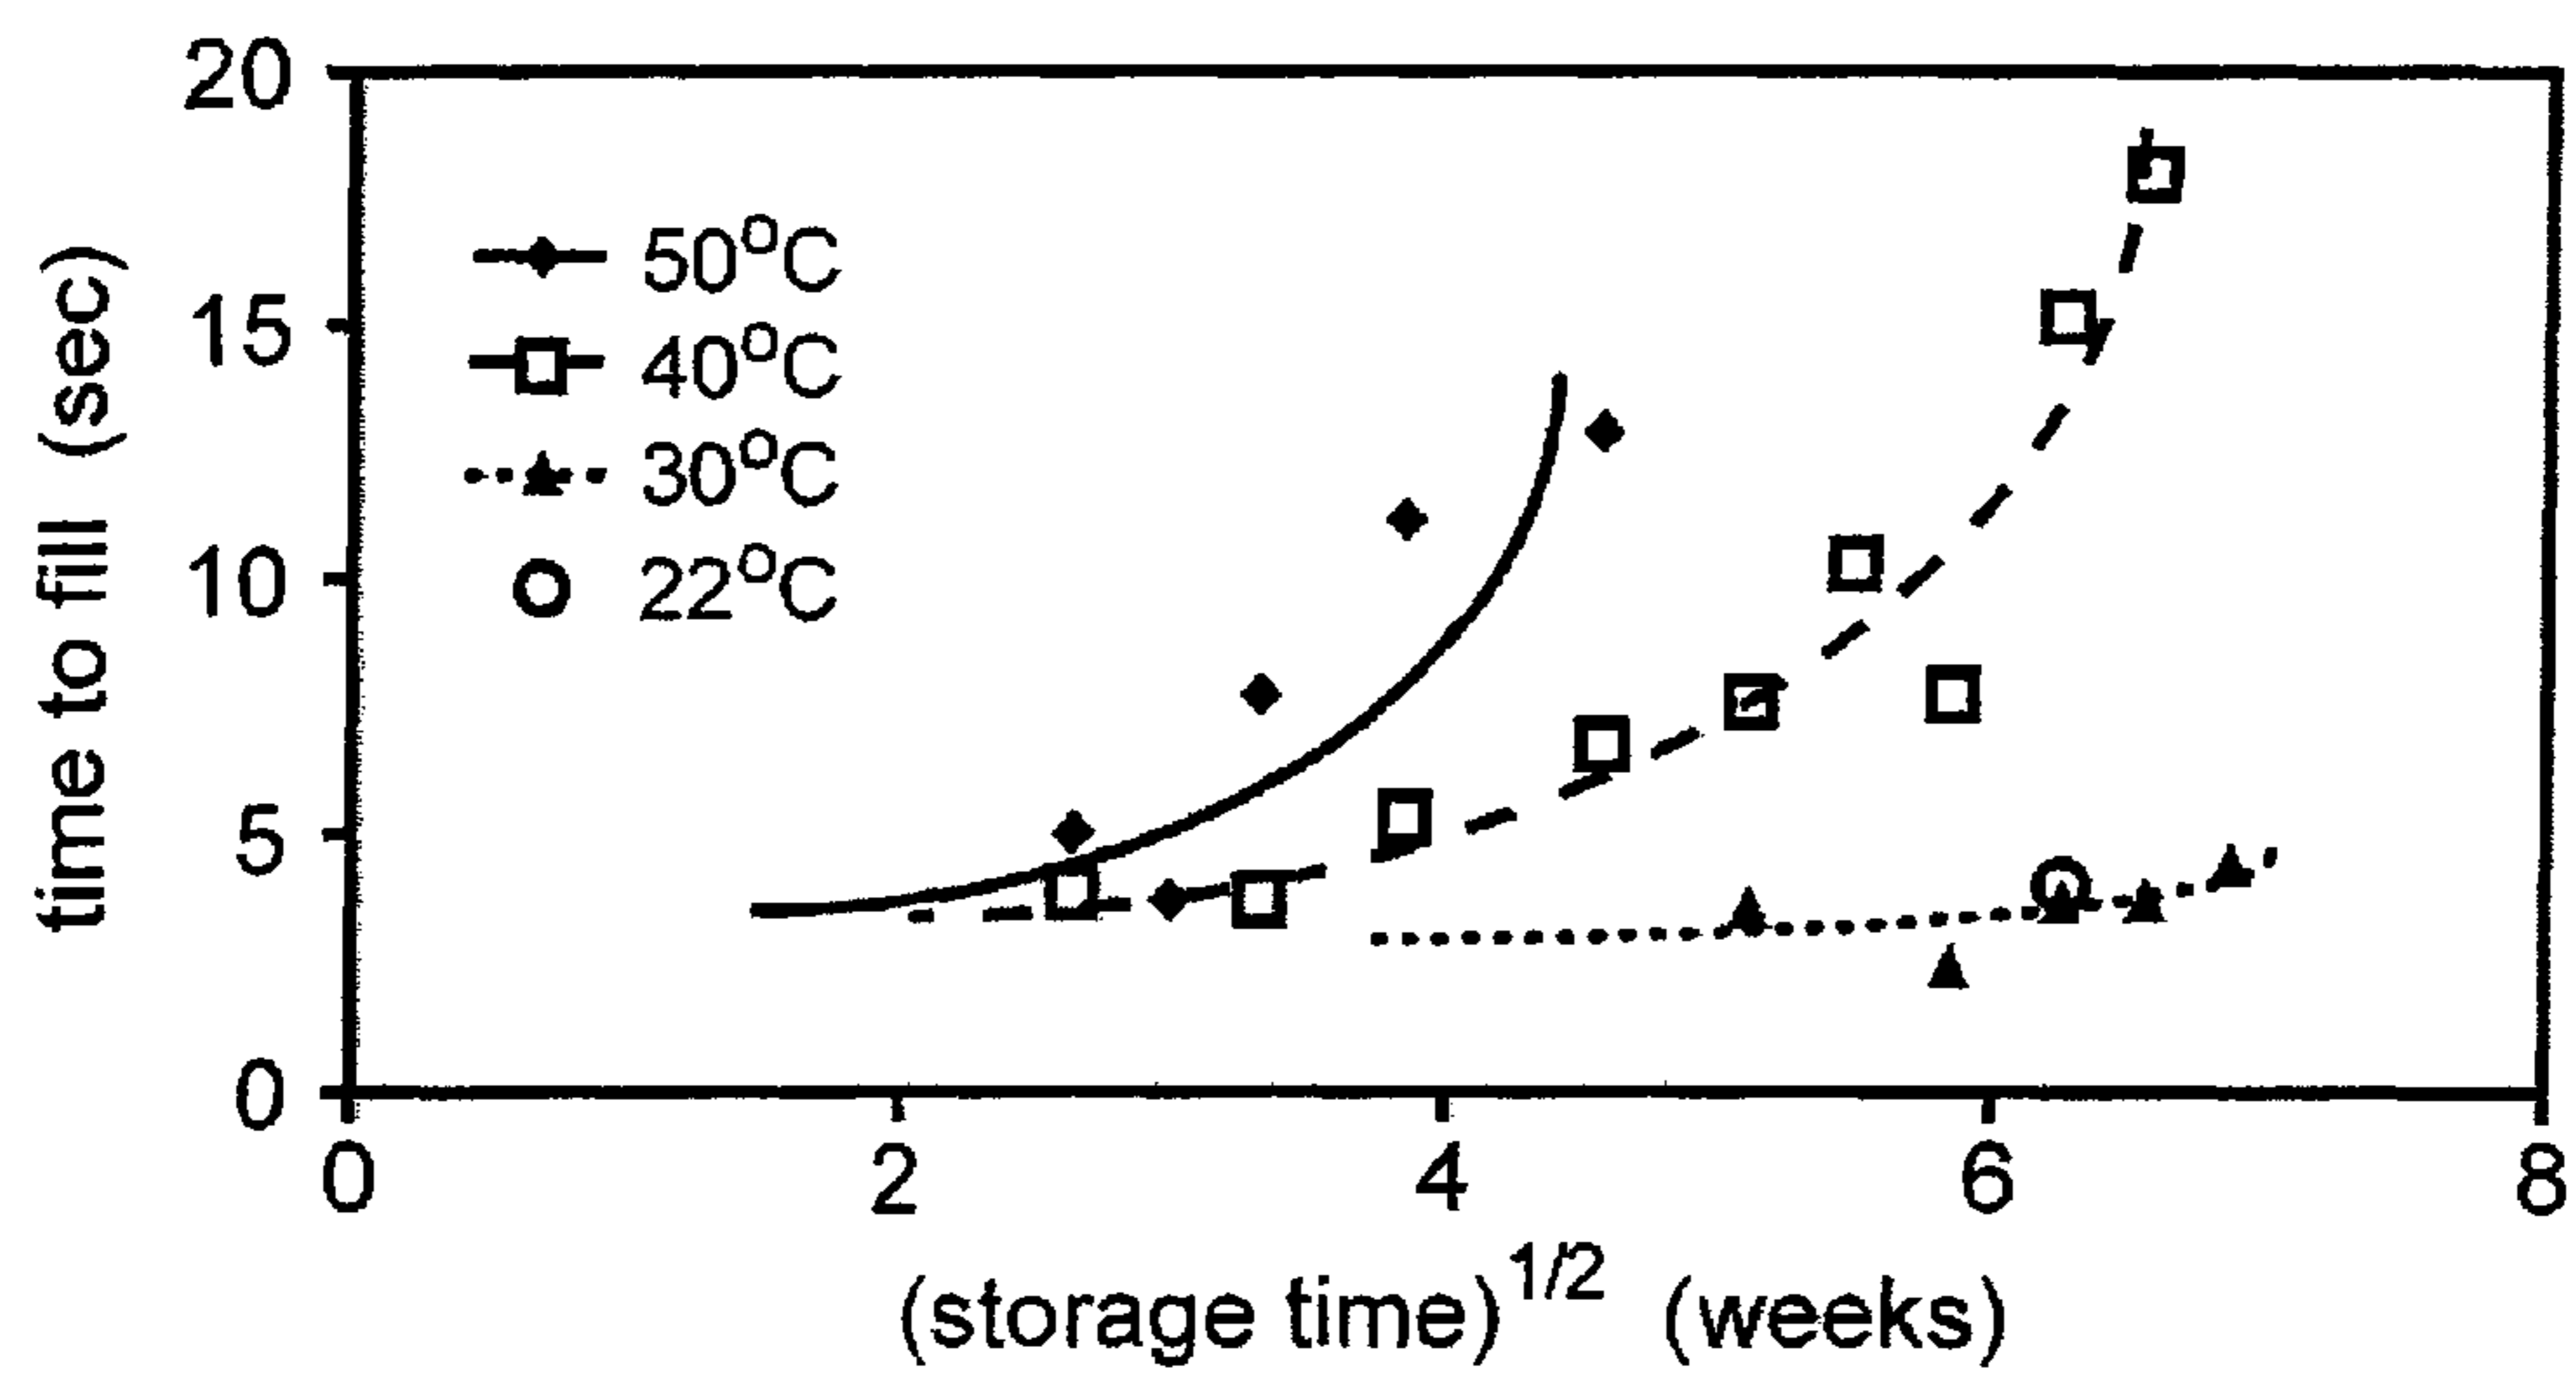 time to fill (sec)
20
15
10
5
0
50°C
40°C
30°C
22°C
0 2 4 6 8
(storage time)^1/2 (weeks)